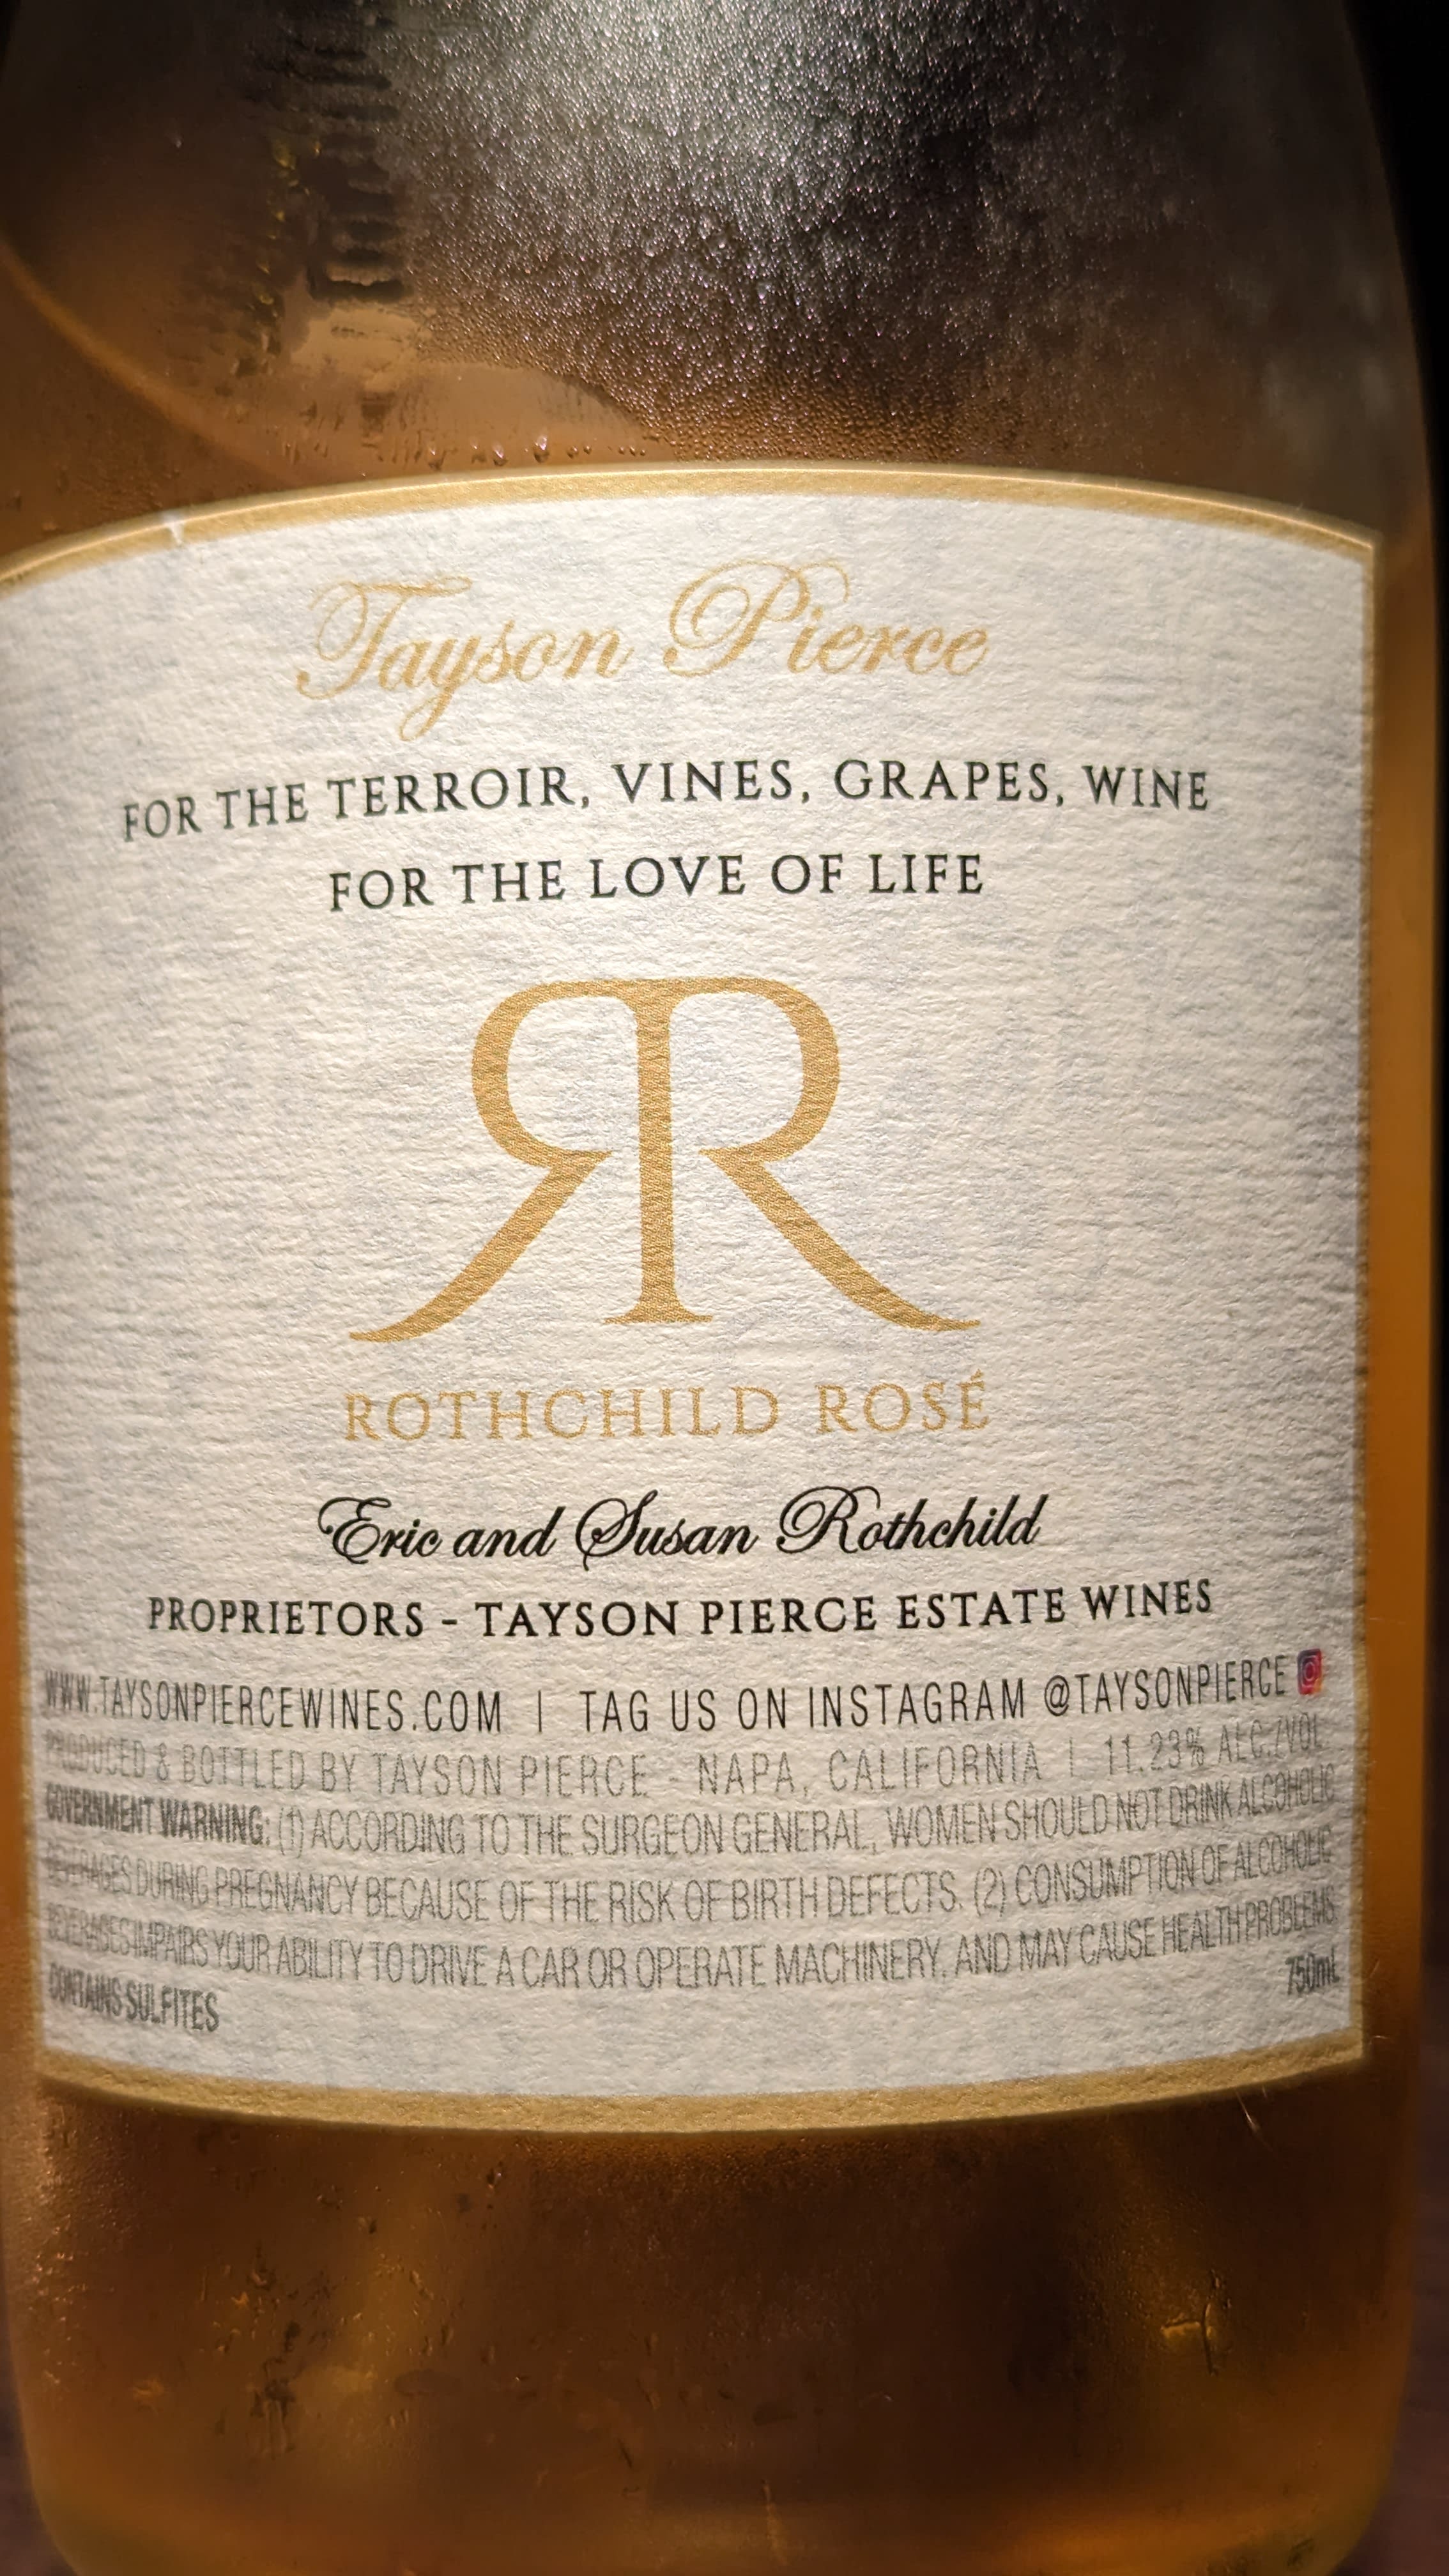 Tayson Pierce
FOR THE TERROIR, VINES, GRAPES, WINE
FOR THE LOVE OF LIFE
RR
ROTHCHILD ROSÉ
Eric and Susan Rothchild
PROPRIETORS - TAYSON PIERCE ESTATE WINES
WWW.TAYSONPIERCEWINES.COM | TAG US ON INSTAGRAM @TAYSONPIERCE
PRODUCED & BOTTLED BY TAYSON PIERCE - NAPA, CALIFORNIA | 11.23% ALC./VOL
GOVERNMENT WARNING: (1) ACCORDING TO THE SURGEON GENERAL, WOMEN SHOULD NOT DRINK ALCOHOLIC
BEVERAGES DURING PREGNANCY BECAUSE OF THE RISK OF BIRTH DEFECTS. (2) CONSUMPTION OF ALCOHOLIC
BEVERAGES IMPAIRS YOUR ABILITY TO DRIVE A CAR OR OPERATE MACHINERY, AND MAY CAUSE HEALTH PROBLEMS.
CONTAINS SULFITES 750mL